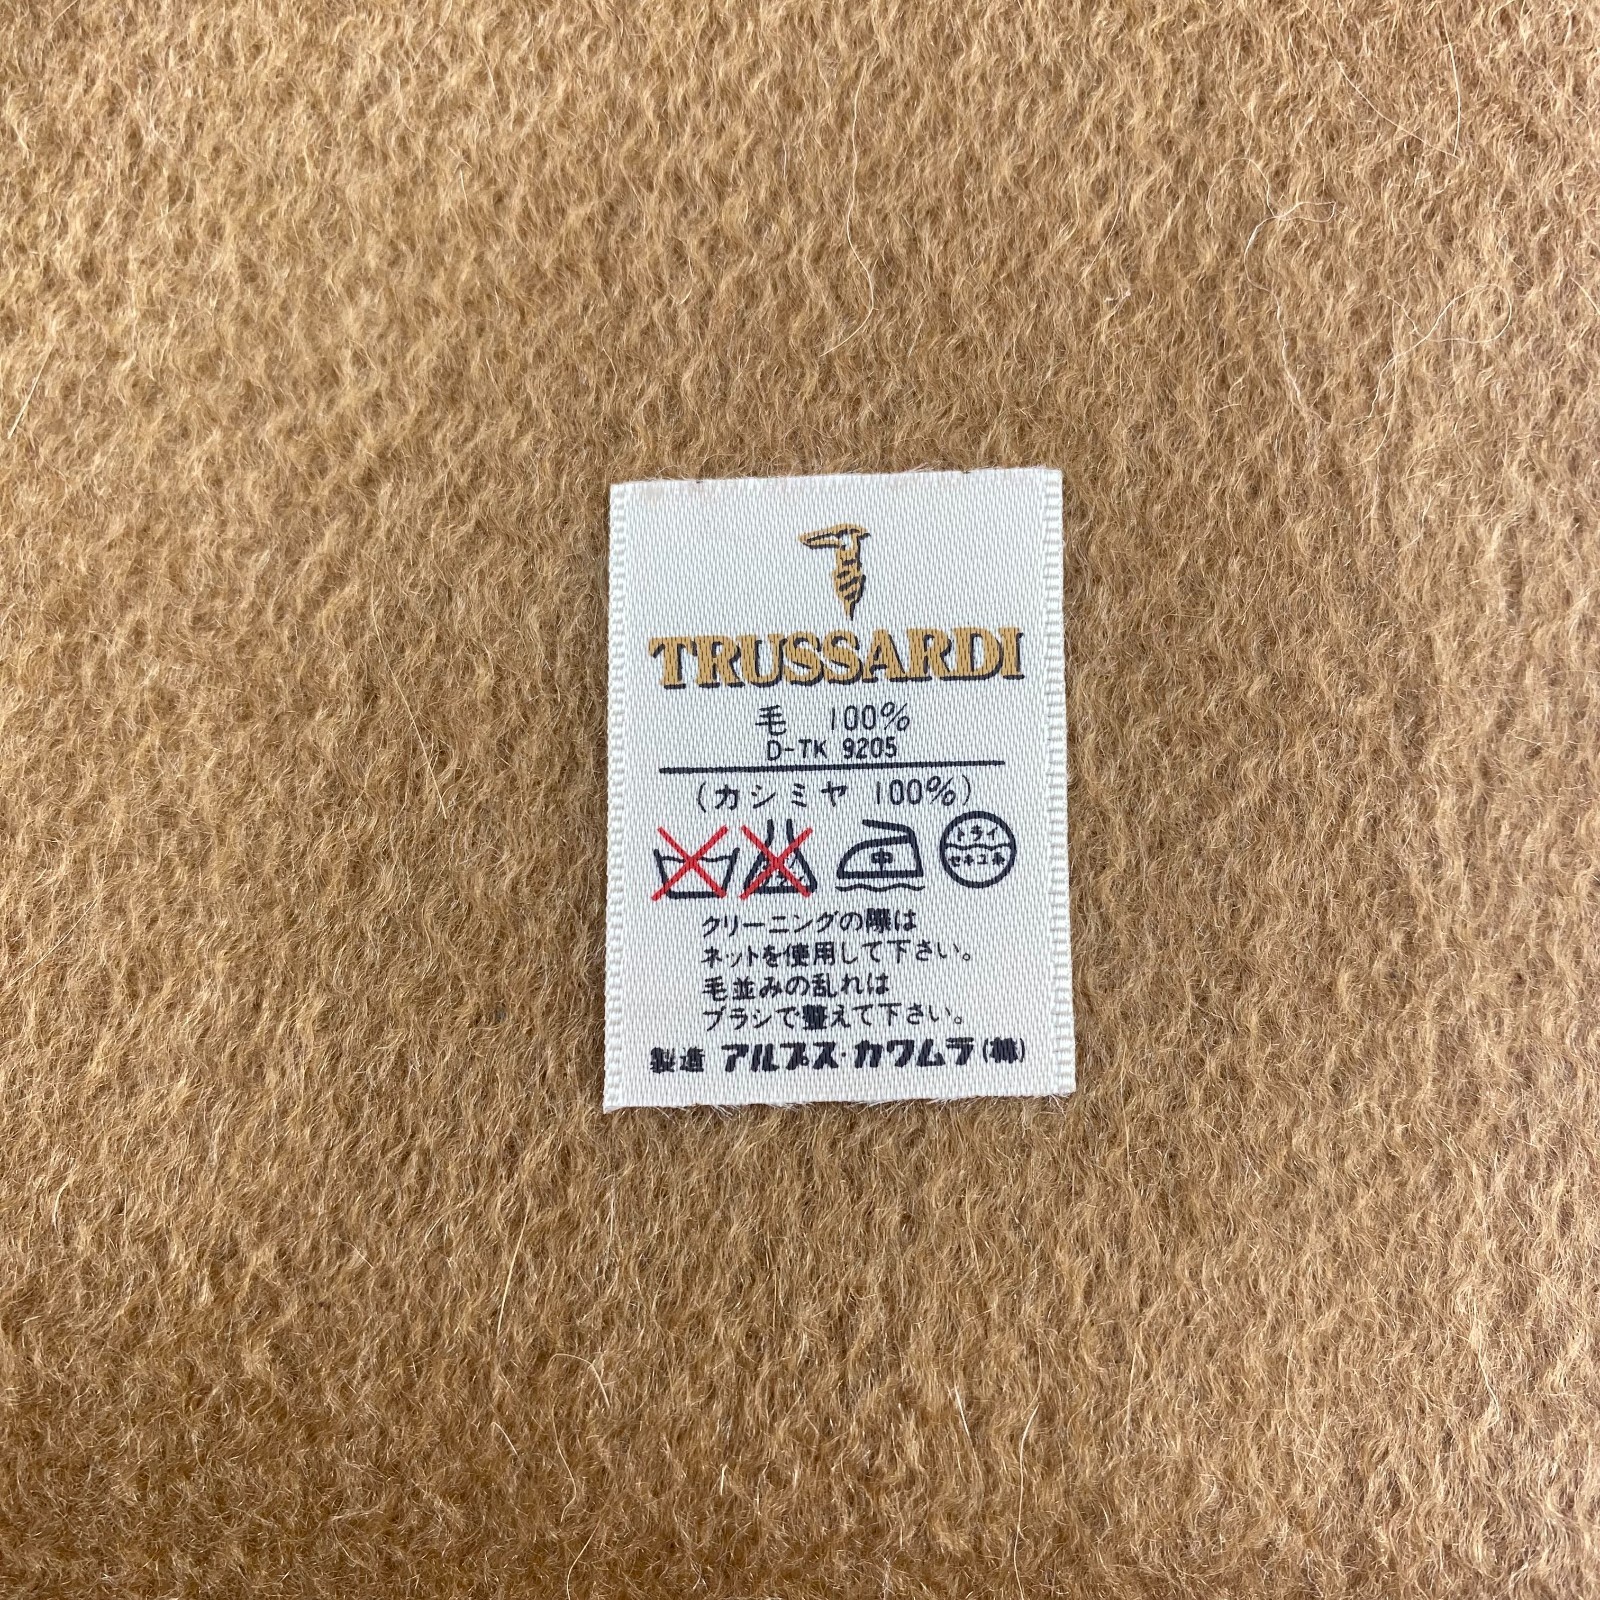 TRUSSARDI
毛 100%
D-TK 9205
(カシミヤ 100%)
中
ドライ
セキユ系
クリーニングの際は
ネットを使用して下さい。
毛並みの乱れは
ブラシで整えて下さい。
製造 アルプス・カワムラ(株)